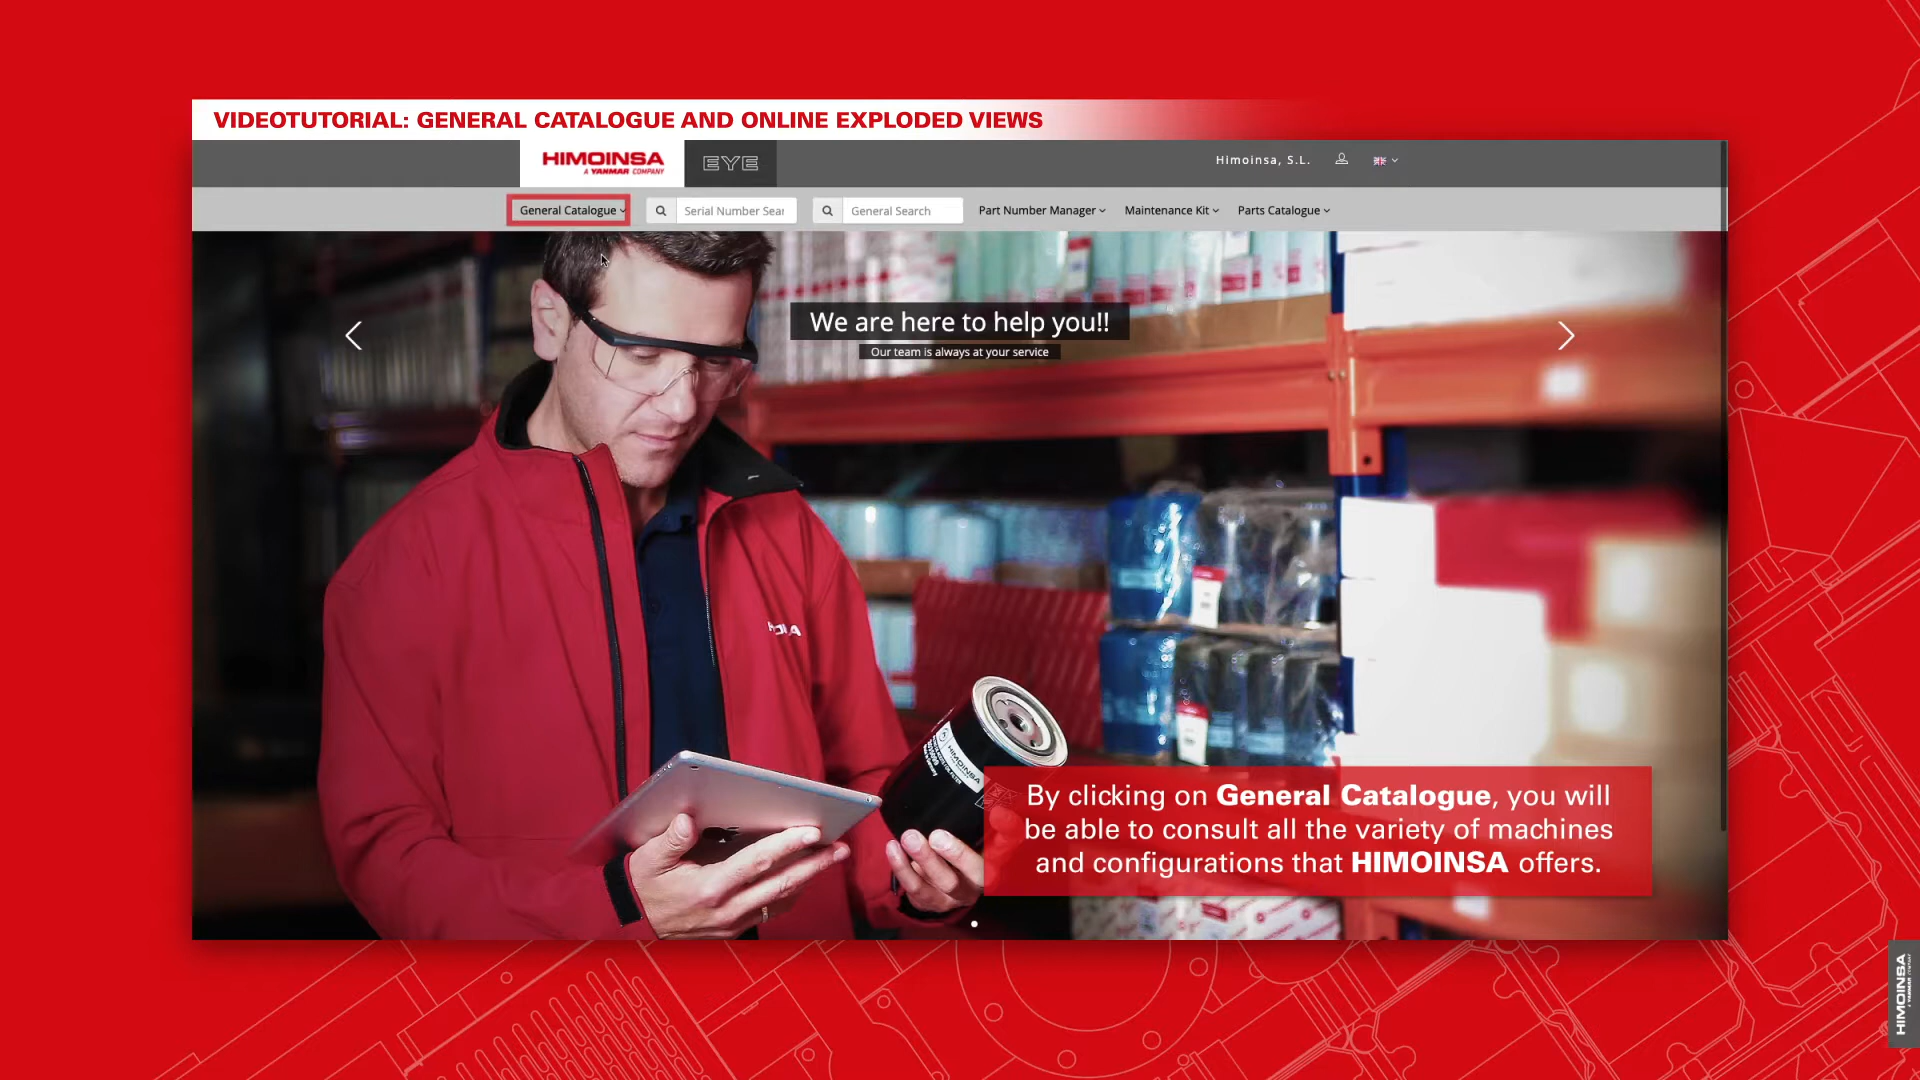 VIDEOTUTORIAL: GENERAL CATALOGUE AND ONLINE EXPLODED VIEWS
HIMOINSA
A YANMAR COMPANY
EYE
Himoinsa, S.L.
General Catalogue
Serial Number Sear
General Search
Part Number Manager
Maintenance Kit
Parts Catalogue
We are here to help you!!
Our team is always at your service
HIMOINSA
By clicking on General Catalogue, you will
be able to consult all the variety of machines
and configurations that HIMOINSA offers.
HIMOINSA
A YANMAR COMPANY